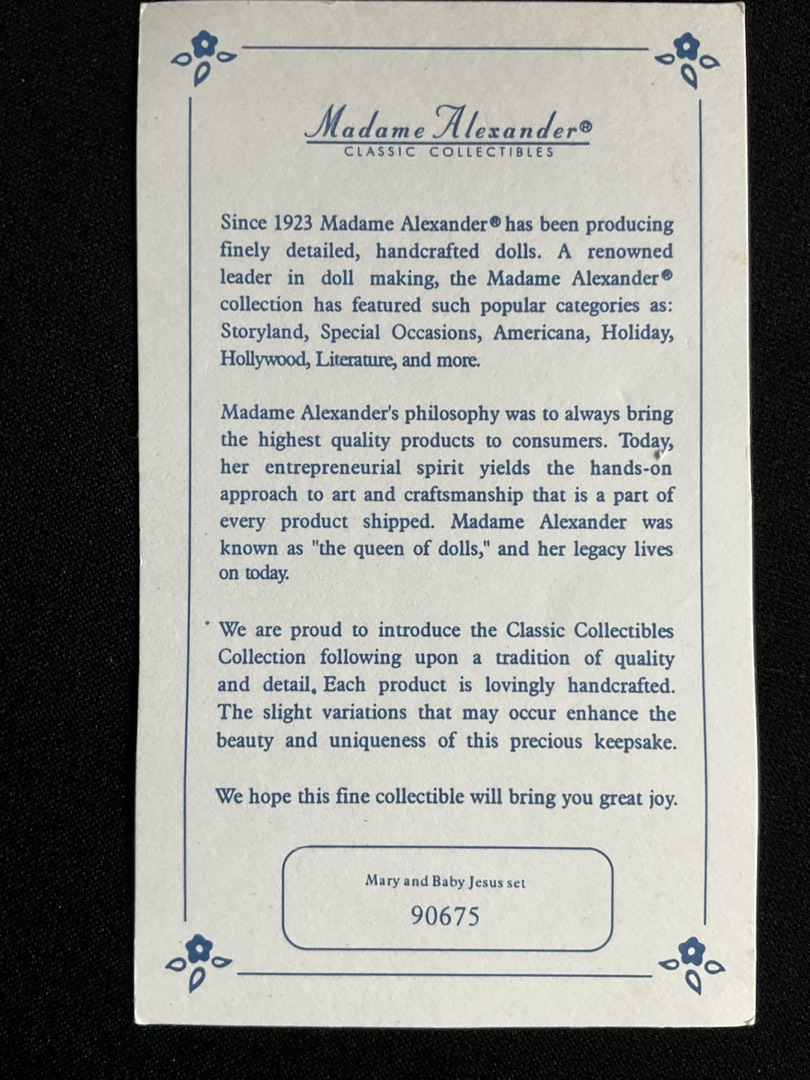 Madame Alexander®
CLASSIC COLLECTIBLES
Since 1923 Madame Alexander® has been producing
finely detailed, handcrafted dolls. A renowned
leader in doll making, the Madame Alexander®
collection has featured such popular categories as:
Storyland, Special Occasions, Americana, Holiday,
Hollywood, Literature, and more.
Madame Alexander's philosophy was to always bring
the highest quality products to consumers. Today,
her entrepreneurial spirit yields the hands-on
approach to art and craftsmanship that is a part of
every product shipped. Madame Alexander was
known as "the queen of dolls," and her legacy lives
on today.
We are proud to introduce the Classic Collectibles
Collection following upon a tradition of quality
and detail. Each product is lovingly handcrafted.
The slight variations that may occur enhance the
beauty and uniqueness of this precious keepsake.
We hope this fine collectible will bring you great joy.
Mary and Baby Jesus set
90675